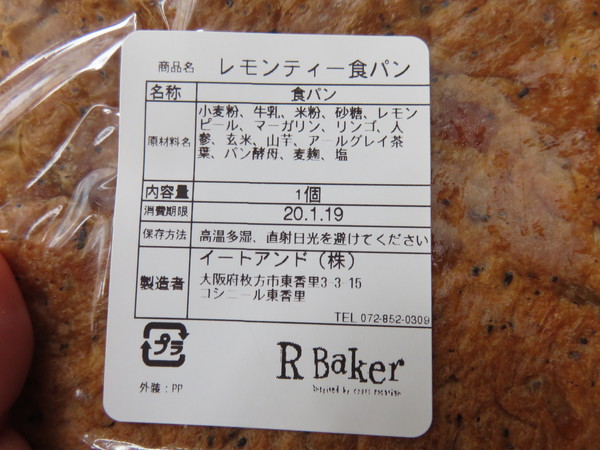 商品名 レモンティー食パン
名称 食パン
原材料名 小麦粉、牛乳、米粉、砂糖、レモン
ピール、マーガリン、リンゴ、人
参、玄米、山芋、アールグレイ茶
葉、パン酵母、麦麹、塩
内容量 1個
消費期限 20.1.19
保存方法 高温多湿、直射日光を避けてください
製造者 イートアンド（株）
大阪府枚方市東香里3-3-15
コシニール東香里
TEL 072-852-0309
プラ
外装：PP
R Baker
Inspired by court rosarian